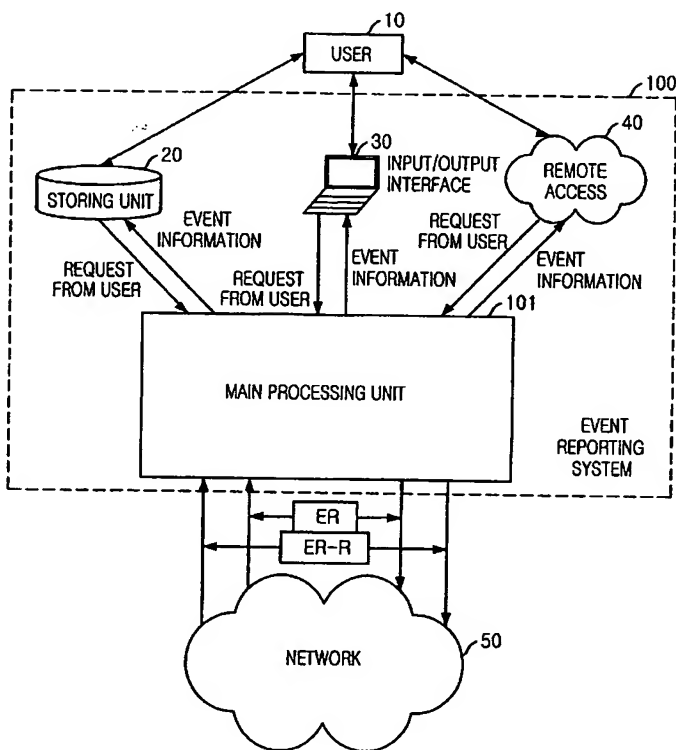 10
USER
100
20
STORING UNIT
30
INPUT/OUTPUT
INTERFACE
40
REMOTE
ACCESS
EVENT
INFORMATION
REQUEST
FROM USER
REQUEST
FROM USER
EVENT
INFORMATION
REQUEST
FROM USER
EVENT
INFORMATION
101
MAIN PROCESSING UNIT
EVENT
REPORTING
SYSTEM
ER
ER-R
NETWORK
50